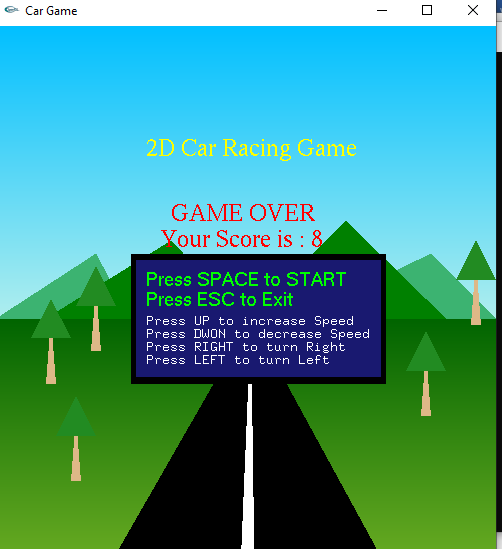 Car Game
2D Car Racing Game
GAME OVER
Your Score is : 8
Press SPACE to START
Press ESC to Exit
Press UP to increase Speed
Press DWON to decrease Speed
Press RIGHT to turn Right
Press LEFT to turn Left